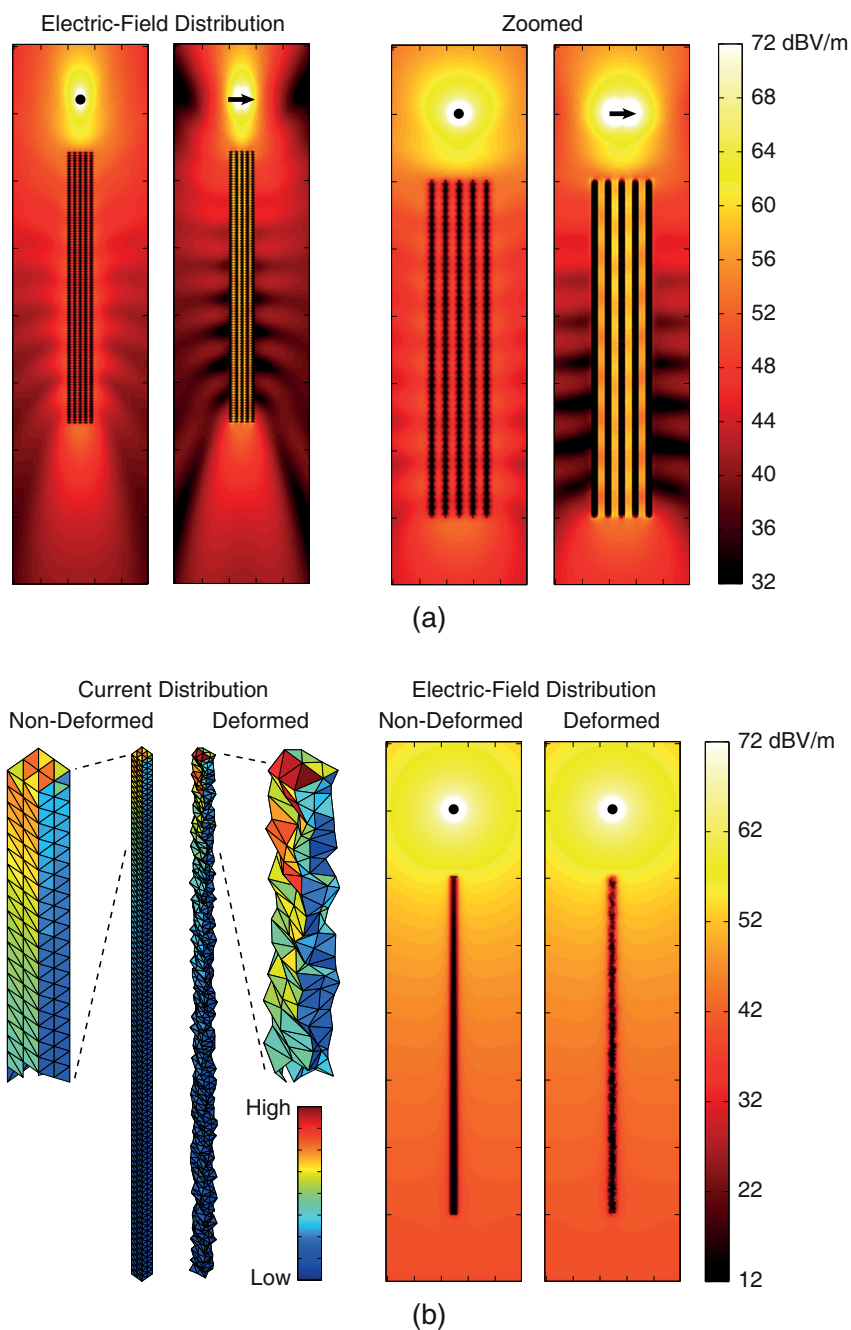 Electric-Field Distribution
Zoomed
72 dBV/m
68
64
60
56
52
48
44
40
36
32
(a)
Current Distribution
Non-Deformed
Deformed
High
Low
Electric-Field Distribution
Non-Deformed
Deformed
72 dBV/m
62
52
42
32
22
12
(b)